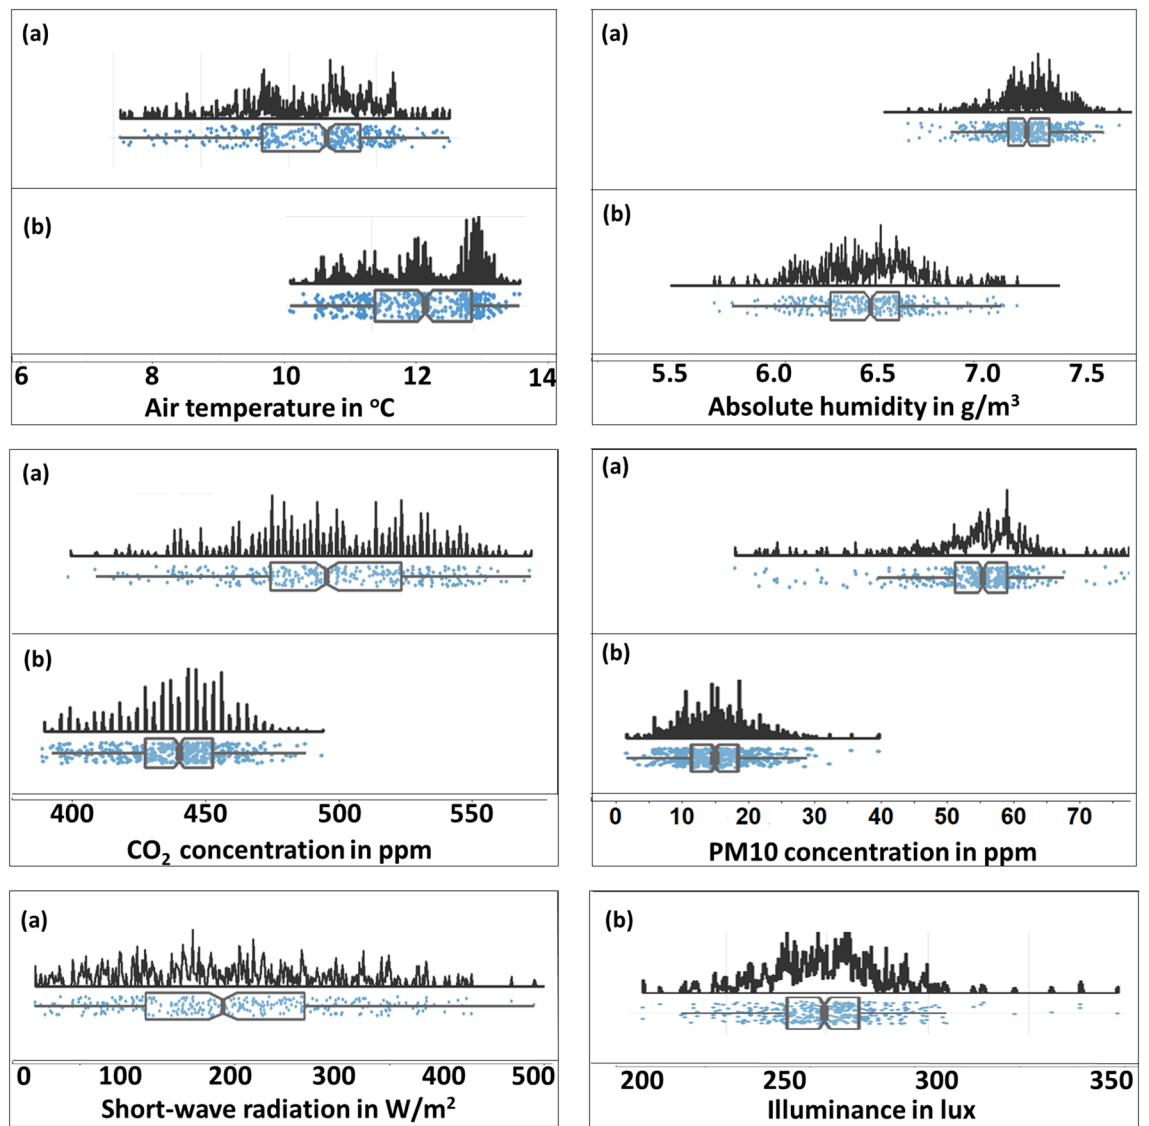 (a)
(b)
6 8 10 12 14
Air temperature in °C
(a)
(b)
5.5 6.0 6.5 7.0 7.5
Absolute humidity in g/m³
(a)
(b)
400 450 500 550
CO₂ concentration in ppm
(a)
(b)
0 10 20 30 40 50 60 70
PM10 concentration in ppm
(a)
0 100 200 300 400 500
Short-wave radiation in W/m²
(b)
200 250 300 350
Illuminance in lux